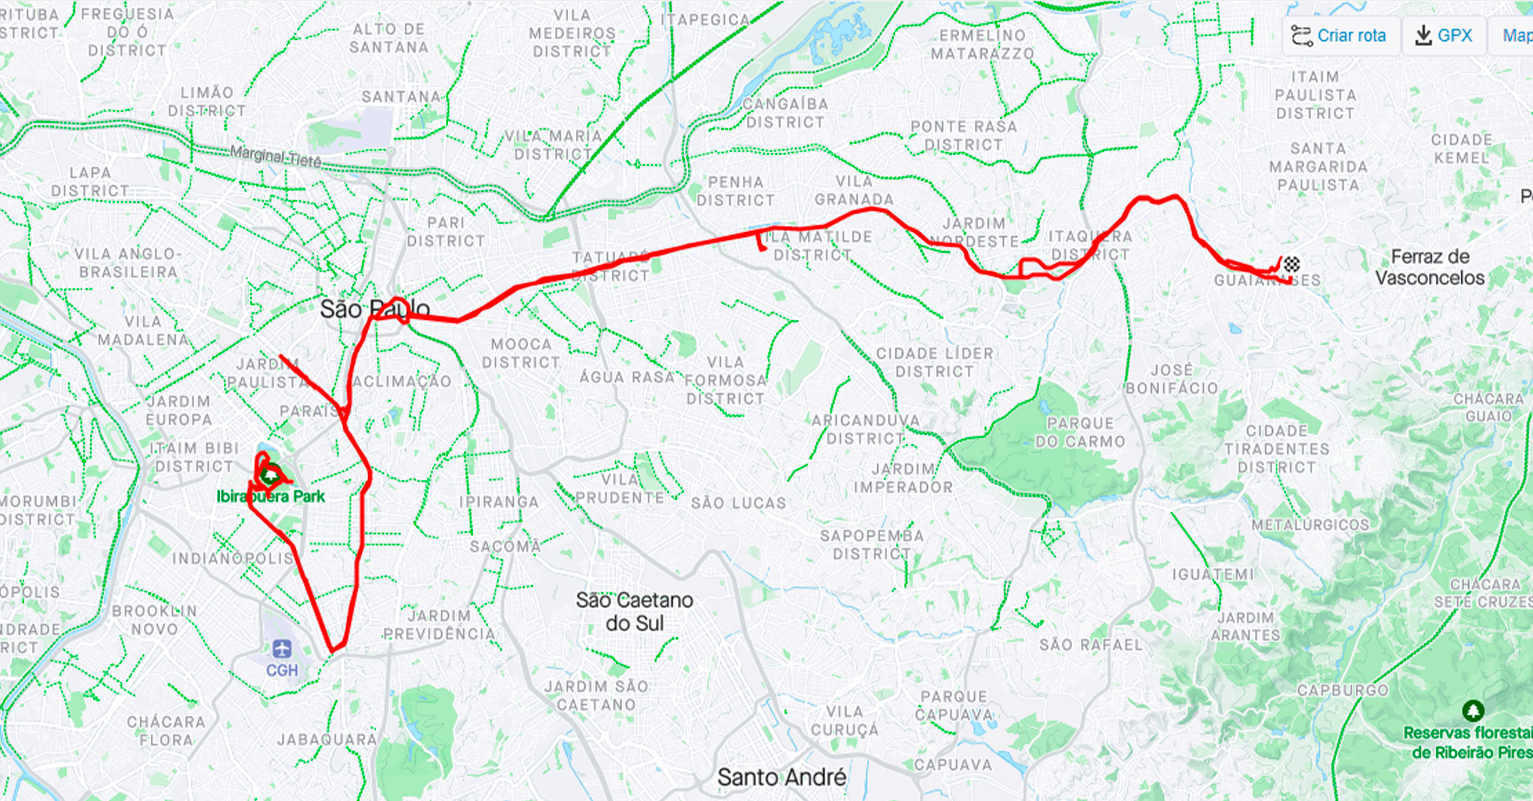 RITUBA
STRICT
FREGUESIA
DO Ó
DISTRICT
ALTO DE
SANTANA
VILA
MEDEIROS
DISTRICT
ITAPEGICA
ERMELINO
MATARAZZO
Criar rota
GPX
Map
LIMÃO
DISTRICT
SANTANA
CANGAÍBA
DISTRICT
ITAIM
PAULISTA
DISTRICT
VILA MARIA
DISTRICT
PONTE RASA
DISTRICT
CIDADE
KEMEL
Marginal Tietê
LAPA
DISTRICT
SANTA
MARGARIDA
PAULISTA
PENHA
DISTRICT
VILA
GRANADA
P
PARI
DISTRICT
JARDIM
NORDESTE
ITAQUERA
DISTRICT
VILA MATILDE
DISTRICT
VILA ANGLO-
BRASILEIRA
TATUAPÉ
DISTRICT
GUAIANASES
Ferraz de
Vasconcelos
São Paulo
VILA
MADALENA
MOOCA
DISTRICT
CIDADE LÍDER
DISTRICT
JARDIM
PAULISTA
ACLIMAÇÃO
ÁGUA RASA
VILA
FORMOSA
DISTRICT
JOSÉ
BONIFÁCIO
JARDIM
EUROPA
PARAÍS
CHÁCARA
GUAIO
ARICANDUVA
DISTRICT
PARQUE
DO CARMO
CIDADE
TIRADENTES
DISTRICT
ITAIM BIBI
DISTRICT
JARDIM
IMPERADOR
Ibirapuera Park
VILA
PRUDENTE
SÃO LUCAS
IPIRANGA
MORUMBI
DISTRICT
METALÚRGICOS
SACOMÃ
SAPOPEMBA
DISTRICT
INDIANÓPOLIS
IGUATEMI
ÓPOLIS
CHÁCARA
SETE CRUZES
São Caetano
do Sul
BROOKLIN
NOVO
JARDIM
PREVIDÊNCIA
JARDIM
ARANTES
NDRADE
RICT
SÃO RAFAEL
CGH
JARDIM SÃO
CAETANO
CAPBURGO
PARQUE
CAPUAVA
CHÁCARA
FLORA
JABAQUARA
VILA
CURUÇÁ
Reservas florestai
de Ribeirão Pires
CAPUAVA
Santo André